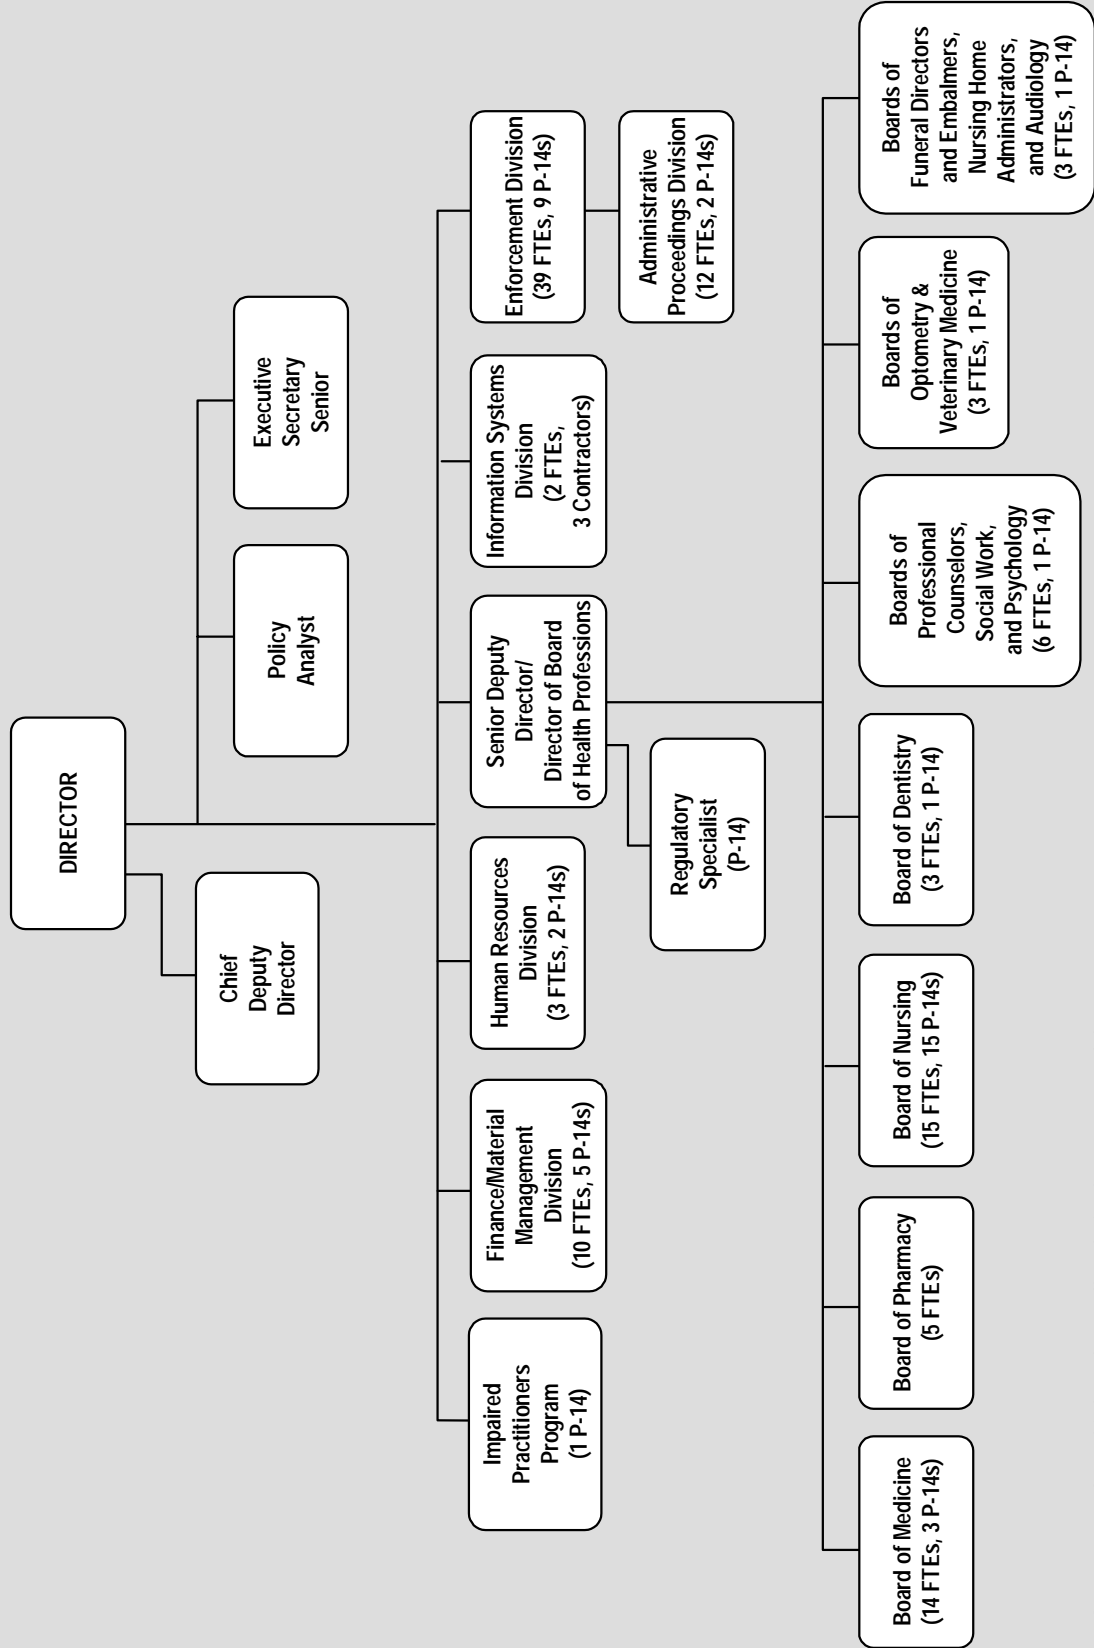 DIRECTOR
Chief
Deputy
Director
Policy
Analyst
Executive
Secretary
Senior
Impaired
Practitioners
Program
(1 P-14)
Finance/Material
Management
Division
(10 FTEs, 5 P-14s)
Human Resources
Division
(3 FTEs, 2 P-14s)
Senior Deputy
Director/
Director of Board
of Health Professions
Information Systems
Division
(2 FTEs,
3 Contractors)
Enforcement Division
(39 FTEs, 9 P-14s)
Regulatory
Specialist
(P-14)
Administrative
Proceedings Division
(12 FTEs, 2 P-14s)
Board of Medicine
(14 FTEs, 3 P-14s)
Board of Pharmacy
(5 FTEs)
Board of Nursing
(15 FTEs, 15 P-14s)
Board of Dentistry
(3 FTEs, 1 P-14)
Boards of
Professional
Counselors,
Social Work,
and Psychology
(6 FTEs, 1 P-14)
Boards of
Optometry &
Veterinary Medicine
(3 FTEs, 1 P-14)
Boards of
Funeral Directors
and Embalmers,
Nursing Home
Administrators,
and Audiology
(3 FTEs, 1 P-14)